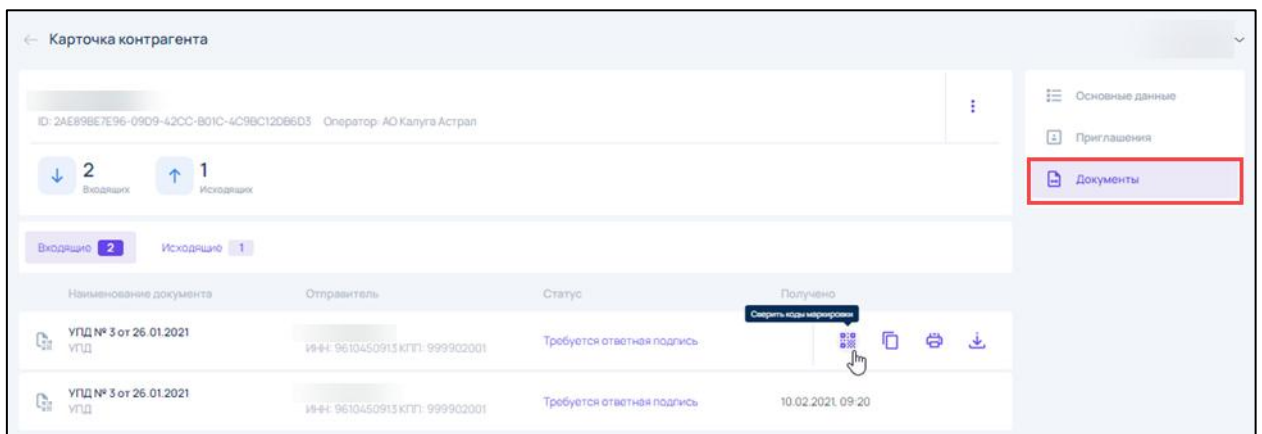 Карточка контрагента
ID: 2AE89BE7E96-09D9-42CC-B01C-4C9BC12DB6D3 Оператор: АО Калуга Астрал
2
Входящих
1
Исходящих
Основные данные
Приглашения
Документы
Входящие 2 Исходящие 1
Наименование документа Отправитель Статус Получено
Сверить коды маркировки
УПД № 3 от 26.01.2021
УПД
ИНН: 9610450913 КПП: 999902001
Требуется ответная подпись
УПД № 3 от 26.01.2021
УПД
ИНН: 9610450913 КПП: 999902001
Требуется ответная подпись
10.02.2021, 09:20